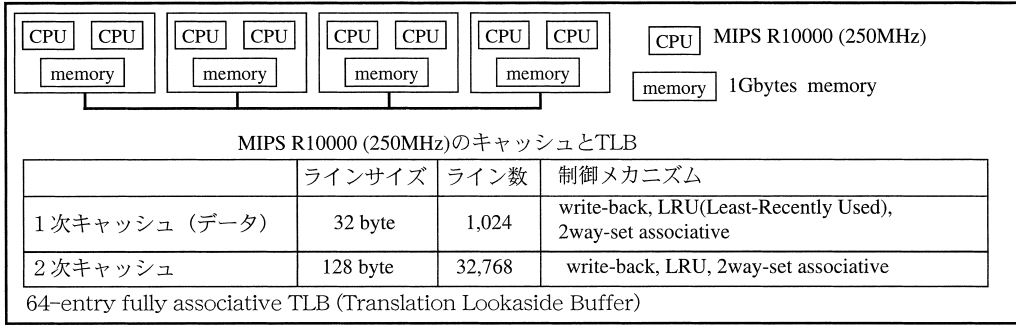 CPU CPU CPU CPU CPU CPU CPU CPU CPU MIPS R10000 (250MHz)
memory memory memory memory memory 1Gbytes memory
MIPS R10000 (250MHz)のキャッシュとTLB
ラインサイズ ライン数 制御メカニズム
1次キャッシュ（データ） 32 byte 1,024 write-back, LRU(Least-Recently Used),
2way-set associative
2次キャッシュ 128 byte 32,768 write-back, LRU, 2way-set associative
64-entry fully associative TLB (Translation Lookaside Buffer)